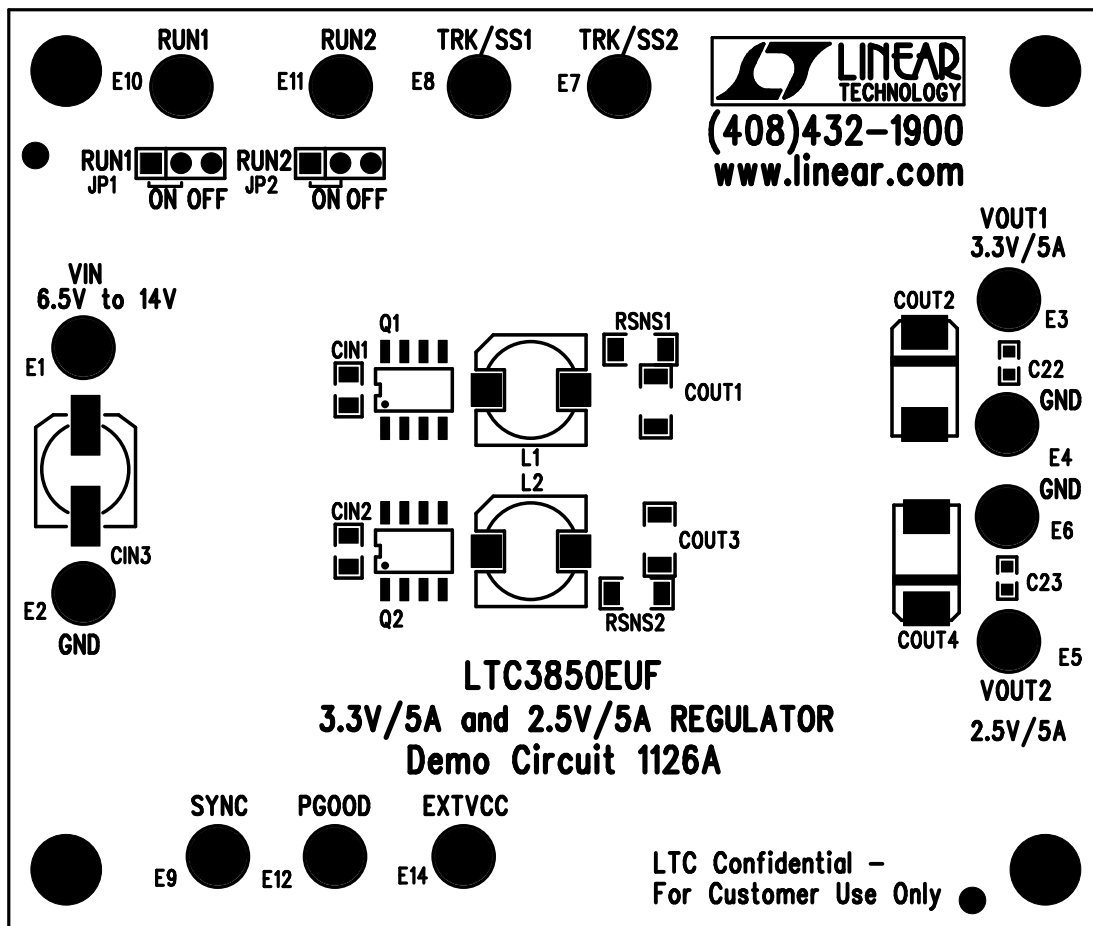 RUN1
RUN2
TRK/SS1
TRK/SS2
E10
E11
E8
E7
LT LINEAR
TECHNOLOGY
(408)432-1900
www.linear.com
RUN1
JP1
ON OFF
RUN2
JP2
ON OFF
VOUT1
3.3V/5A
VIN
6.5V to 14V
E1
CIN3
E2
GND
Q1
CIN1
L1
RSNS1
COUT1
L2
CIN2
Q2
COUT3
RSNS2
COUT2
E3
C22
GND
E4
GND
E6
C23
COUT4
E5
VOUT2
2.5V/5A
LTC3850EUF
3.3V/5A and 2.5V/5A REGULATOR
Demo Circuit 1126A
SYNC
PGOOD
EXTVCC
E9
E12
E14
LTC Confidential -
For Customer Use Only